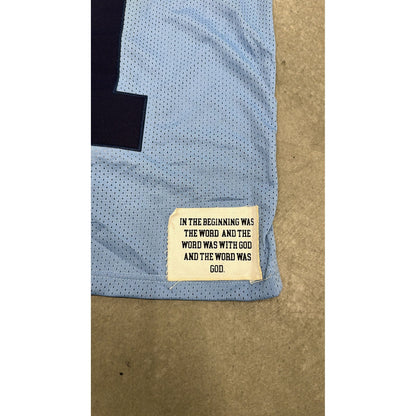 IN THE BEGINNING WAS
THE WORD AND THE
WORD WAS WITH GOD
AND THE WORD WAS
GOD.